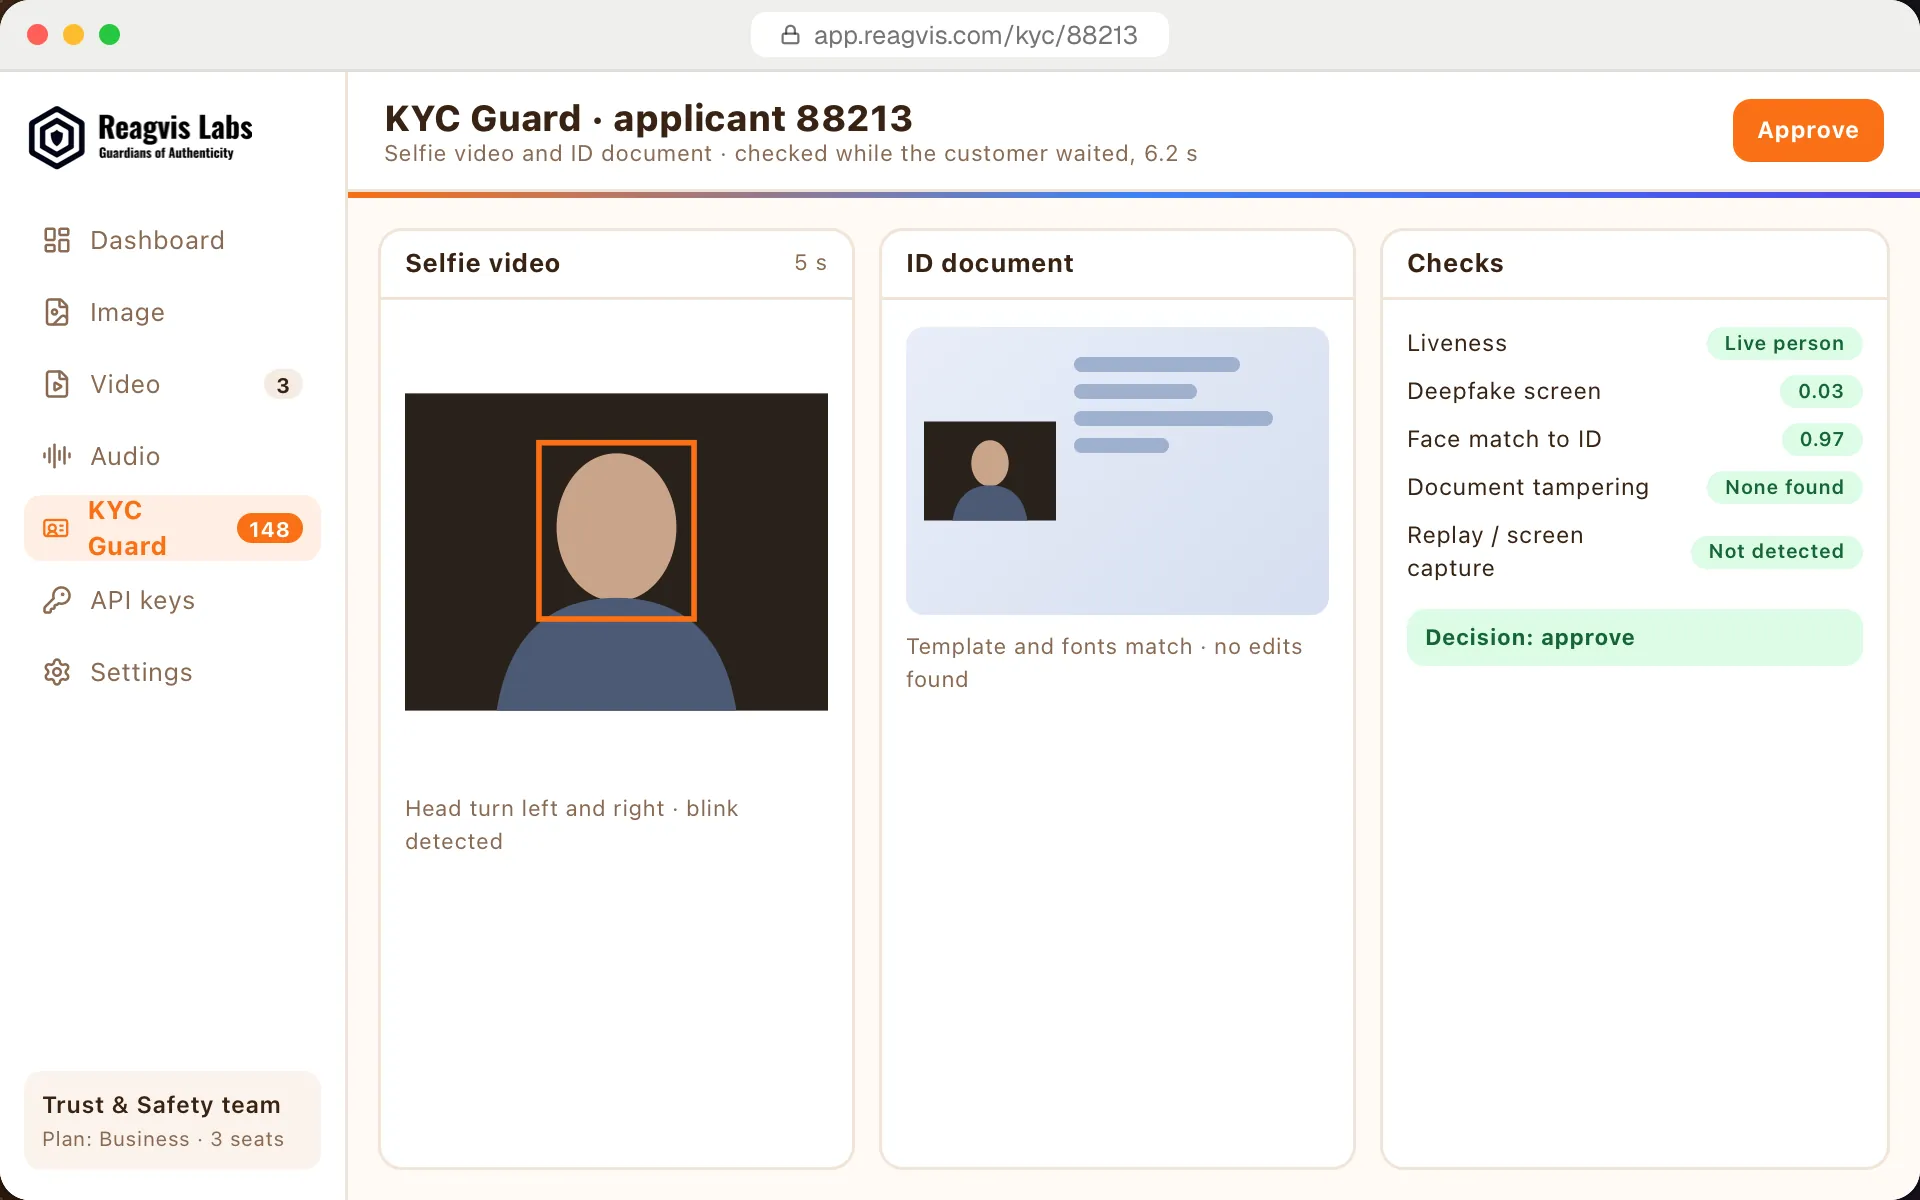 app.reagvis.com/kyc/88213
Reagvis Labs
Guardians of Authenticity
Dashboard
Image
Video
3
Audio
KYC
Guard
148
API keys
Settings
Trust & Safety team
Plan: Business · 3 seats
KYC Guard · applicant 88213
Selfie video and ID document · checked while the customer waited, 6.2 s
Approve
Selfie video
5 s
Head turn left and right · blink
detected
ID document
Template and fonts match · no edits
found
Checks
Liveness
Live person
Deepfake screen
0.03
Face match to ID
0.97
Document tampering
None found
Replay / screen
capture
Not detected
Decision: approve